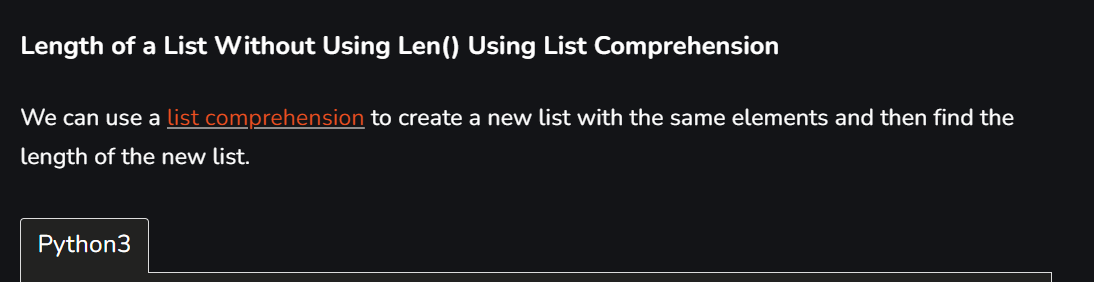 Length of a List Without Using Len() Using List Comprehension
We can use a list comprehension to create a new list with the same elements and then find the
length of the new list.
Python3